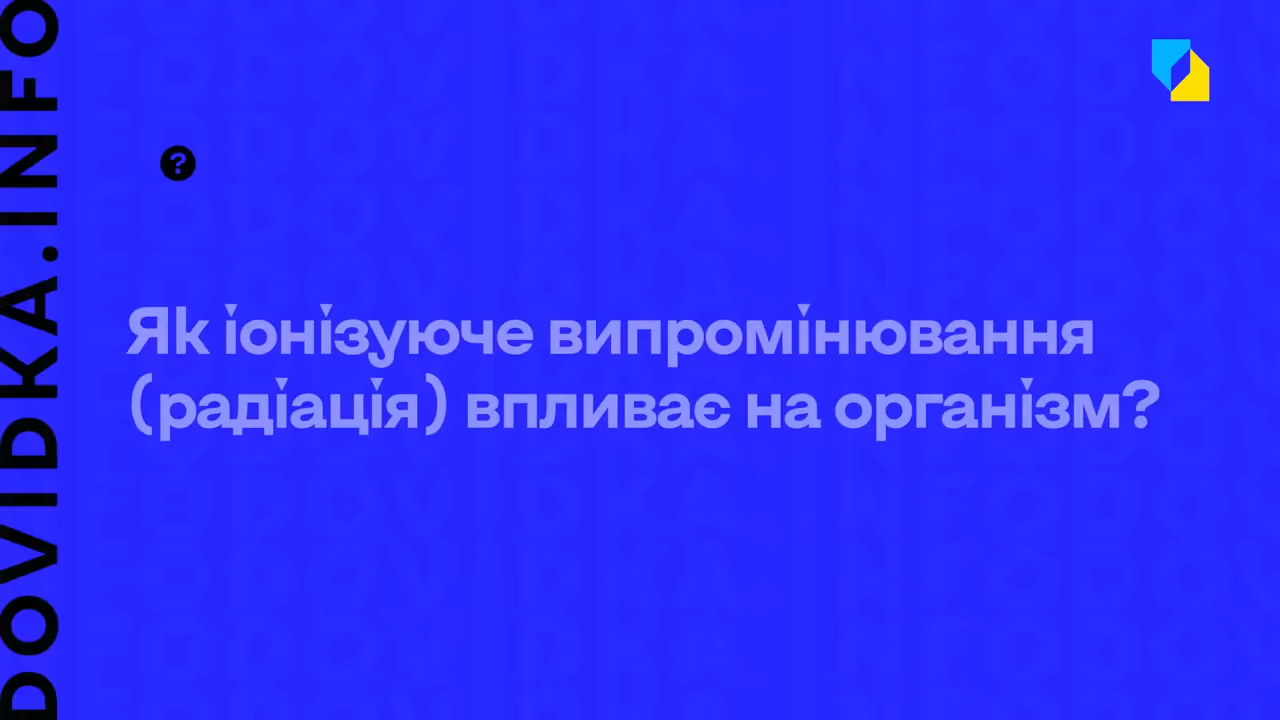 DOVIDKA.INFO
?
Як іонізуюче випромінювання
(радіація) впливає на організм?